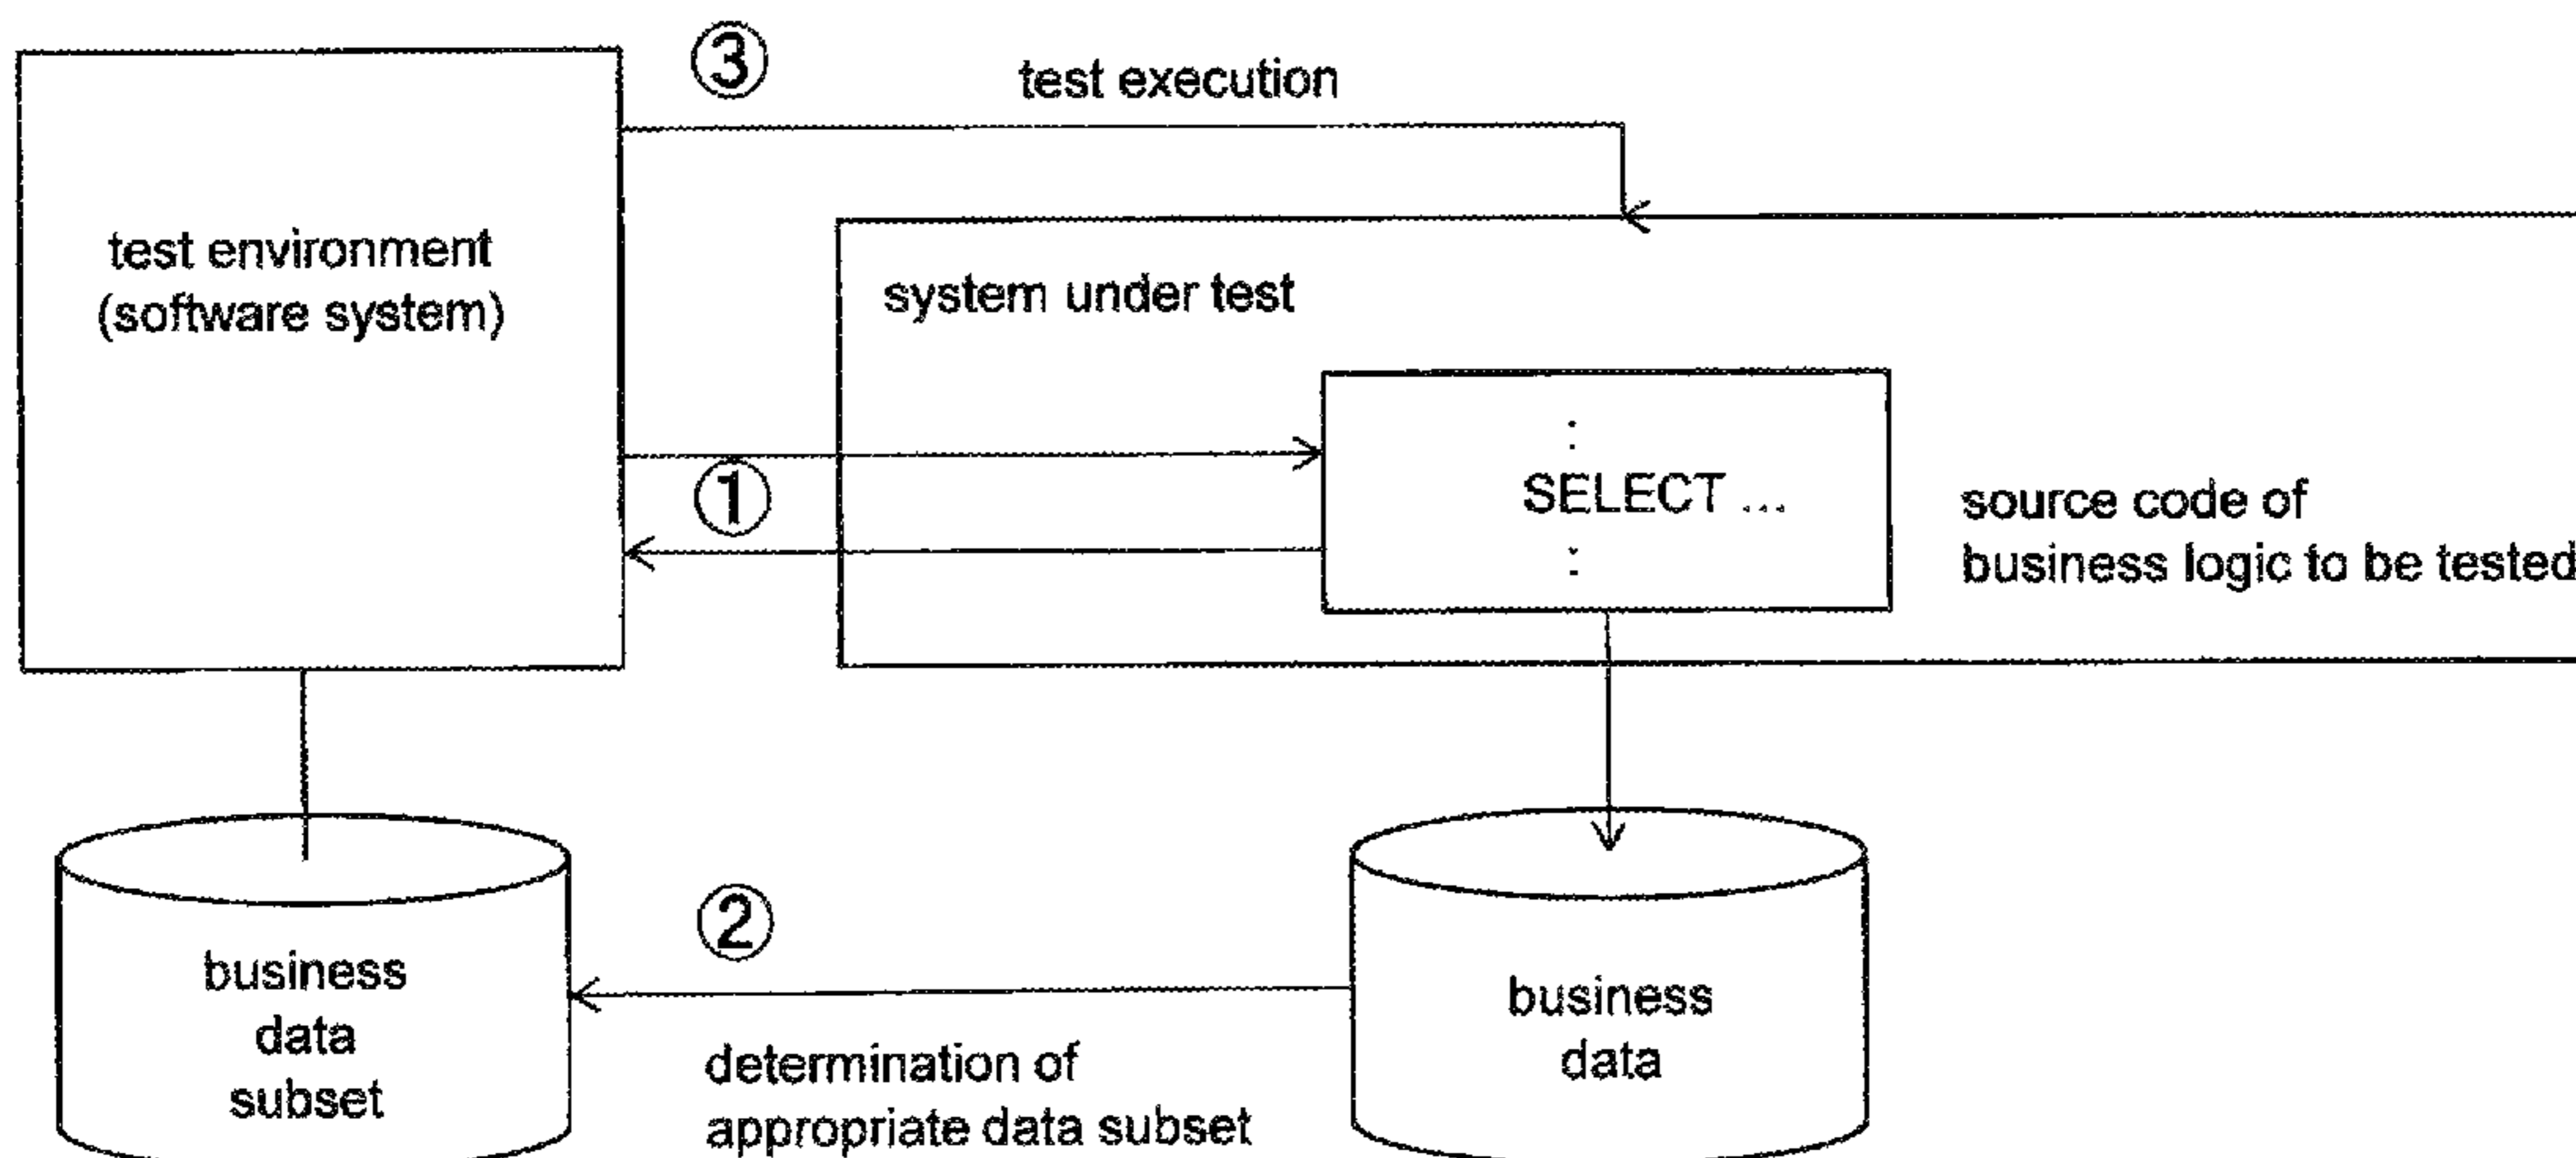 ③
test execution
test environment
(software system)
system under test
:
SELECT ...
:
①
source code of
business logic to be tested
②
business
data
subset
determination of
appropriate data subset
business
data